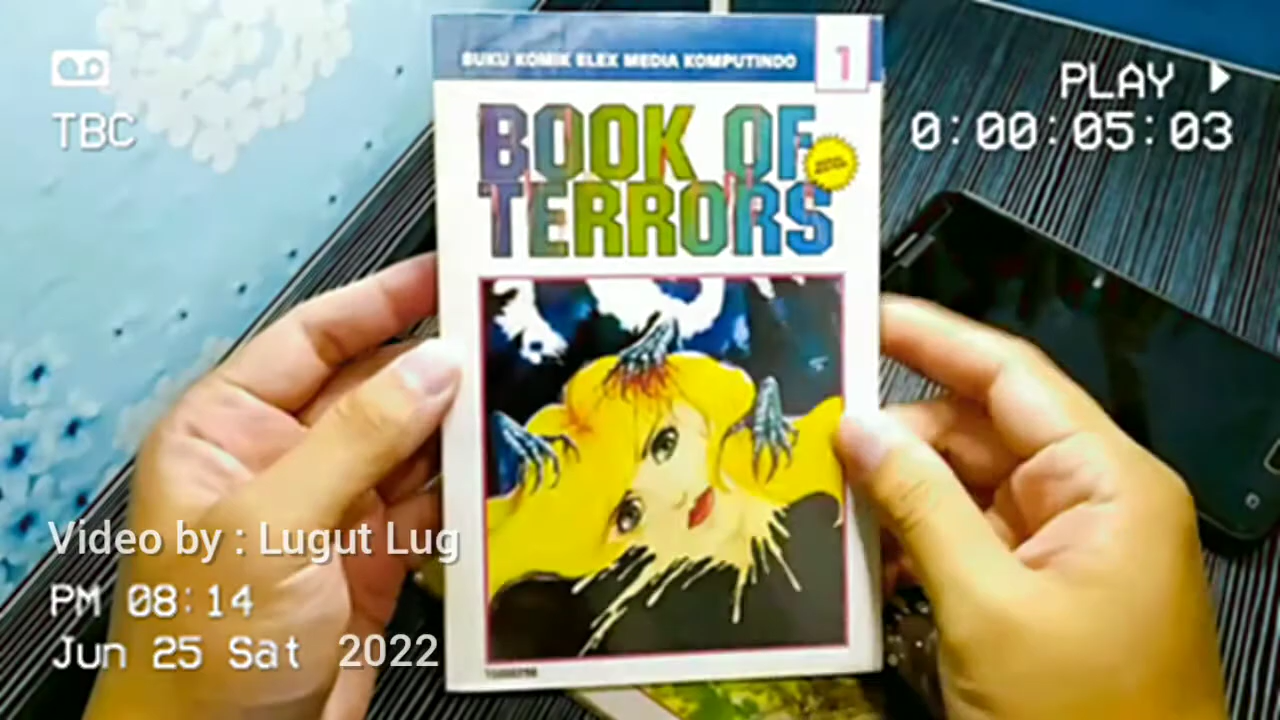 TBC
PLAY
0:00:05:03
BUKU KOMIK ELEX MEDIA KOMPUTINDO
1
BOOK OF
TERRORS
Video by : Lugut Lug
PM 08:14
Jun 25 Sat 2022